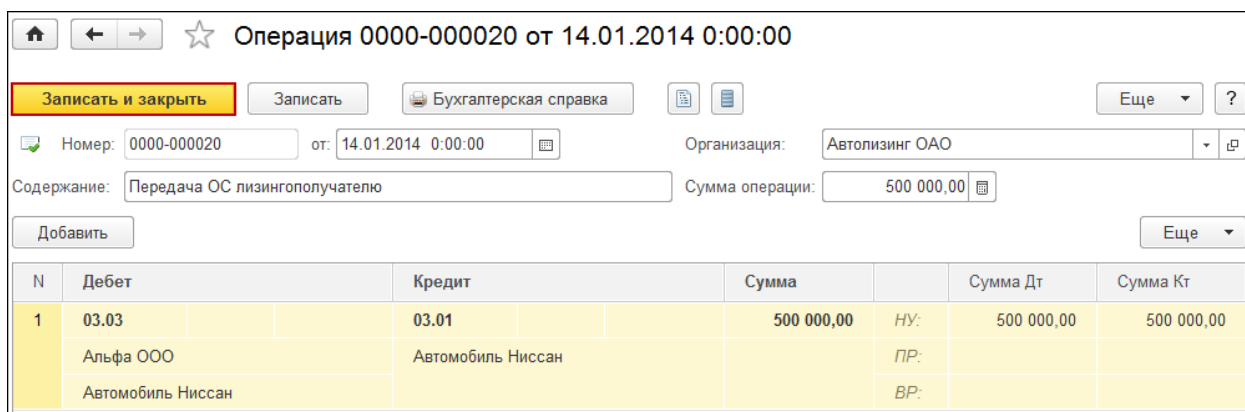 Операция 0000-000020 от 14.01.2014 0:00:00
Записать и закрыть Записать Бухгалтерская справка Еще ?
Номер: 0000-000020 от: 14.01.2014 0:00:00 Организация: Автолизинг ОАО
Содержание: Передача ОС лизингополучателю Сумма операции: 500 000,00
Добавить Еще
N Дебет Кредит Сумма Сумма Дт Сумма Кт
1 03.03 03.01 500 000,00 НУ: 500 000,00 500 000,00
Альфа ООО Автомобиль Ниссан ПР:
Автомобиль Ниссан ВР: